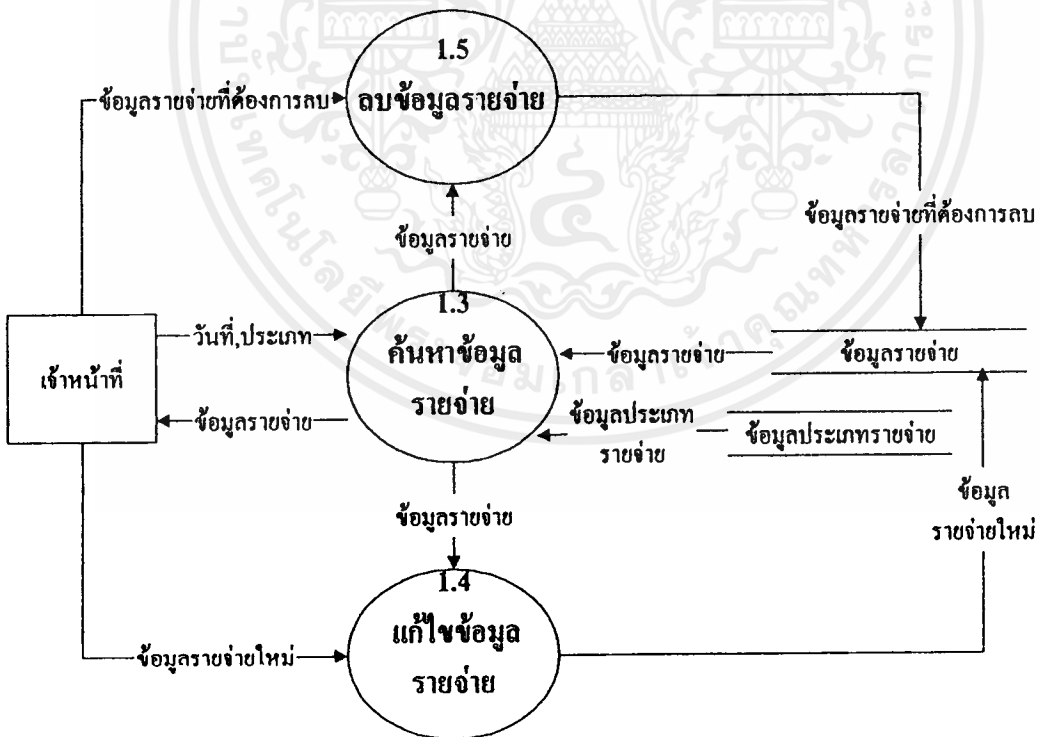 1.5
ข้อมูลรายจ่ายที่ต้องการลบ
ลบข้อมูลรายจ่าย
ข้อมูลรายจ่ายที่ต้องการลบ
ข้อมูลรายจ่าย
1.3
วันที่,ประเภท
ค้นหาข้อมูล
รายจ่าย
ข้อมูลรายจ่าย
ข้อมูลรายจ่าย
เจ้าหน้าที่
ข้อมูลรายจ่าย
ข้อมูลประเภท
รายจ่าย
ข้อมูลประเภทรายจ่าย
ข้อมูล
รายจ่ายใหม่
ข้อมูลรายจ่าย
1.4
แก้ไขข้อมูล
รายจ่าย
ข้อมูลรายจ่ายใหม่